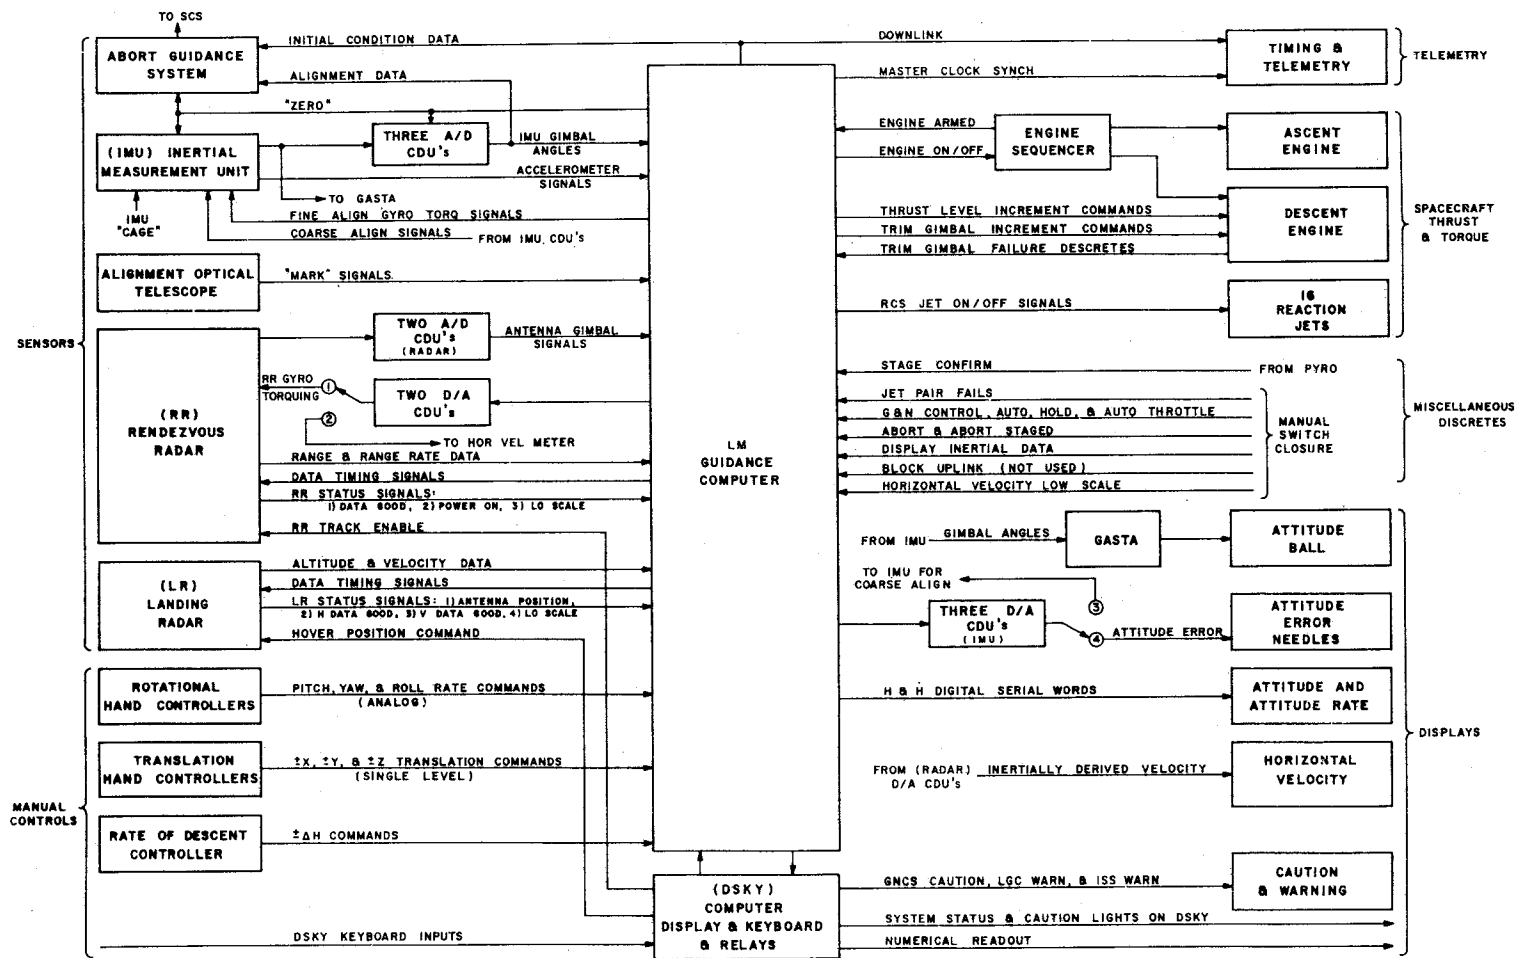 TO SCS
SENSORS
ABORT GUIDANCE
SYSTEM
INITIAL CONDITION DATA
ALIGNMENT DATA
"ZERO"
THREE A/D
CDU's
IMU GIMBAL
ANGLES
(IMU) INERTIAL
MEASUREMENT UNIT
ACCELEROMETER
SIGNALS
TO GASTA
IMU
"CAGE"
FINE ALIGN GYRO TORQ SIGNALS
COARSE ALIGN SIGNALS
FROM IMU CDU's
ALIGNMENT OPTICAL
TELESCOPE
"MARK" SIGNALS
TWO A/D
CDU's
(RADAR)
ANTENNA GIMBAL
SIGNALS
(RR)
RENDEZVOUS
RADAR
RR GYRO
TORQUING
1
2
TWO D/A
CDU's
TO HOR VEL METER
RANGE & RANGE RATE DATA
DATA TIMING SIGNALS
RR STATUS SIGNALS:
1) DATA GOOD, 2) POWER ON, 3) LO SCALE
RR TRACK ENABLE
(LR)
LANDING
RADAR
ALTITUDE & VELOCITY DATA
DATA TIMING SIGNALS
LR STATUS SIGNALS: 1) ANTENNA POSITION,
2) H DATA GOOD, 3) V DATA GOOD, 4) LO SCALE
HOVER POSITION COMMAND
MANUAL
CONTROLS
ROTATIONAL
HAND CONTROLLERS
PITCH, YAW, & ROLL RATE COMMANDS
(ANALOG)
TRANSLATION
HAND CONTROLLERS
±X, ±Y, & ±Z TRANSLATION COMMANDS
(SINGLE LEVEL)
RATE OF DESCENT
CONTROLLER
±ΔH COMMANDS
DSKY KEYBOARD INPUTS
LM
GUIDANCE
COMPUTER
(DSKY)
COMPUTER
DISPLAY & KEYBOARD
& RELAYS
DOWNLINK
MASTER CLOCK SYNCH
TIMING &
TELEMETRY
TELEMETRY
ENGINE ARMED
ENGINE ON/OFF
ENGINE
SEQUENCER
ASCENT
ENGINE
THRUST LEVEL INCREMENT COMMANDS
TRIM GIMBAL INCREMENT COMMANDS
TRIM GIMBAL FAILURE DESCRETES
DESCENT
ENGINE
RCS JET ON/OFF SIGNALS
16
REACTION
JETS
SPACECRAFT
THRUST
& TORQUE
STAGE CONFIRM
FROM PYRO
JET PAIR FAILS
G&N CONTROL, AUTO, HOLD, & AUTO THROTTLE
ABORT & ABORT STAGED
DISPLAY INERTIAL DATA
BLOCK UPLINK (NOT USED)
HORIZONTAL VELOCITY LOW SCALE
MANUAL
SWITCH
CLOSURE
MISCELLANEOUS
DISCRETES
FROM IMU
GIMBAL ANGLES
GASTA
ATTITUDE
BALL
TO IMU FOR
COARSE ALIGN
THREE D/A
CDU's
(IMU)
3
4
ATTITUDE ERROR
ATTITUDE
ERROR
NEEDLES
H & H DIGITAL SERIAL WORDS
ATTITUDE AND
ATTITUDE RATE
DISPLAYS
FROM (RADAR)
D/A CDU's
INERTIALLY DERIVED VELOCITY
HORIZONTAL
VELOCITY
GNCS CAUTION, LGC WARN, & ISS WARN
CAUTION
& WARNING
SYSTEM STATUS & CAUTION LIGHTS ON DSKY
NUMERICAL READOUT